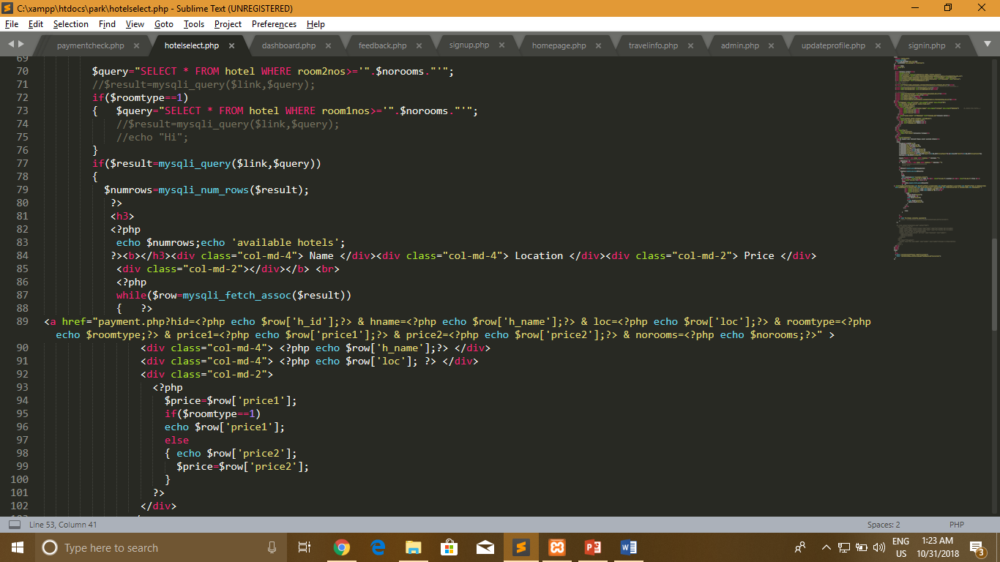 C:\xampp\htdocs\park\hotelselect.php - Sublime Text (UNREGISTERED)
File Edit Selection Find View Goto Tools Project Preferences Help
paymentcheck.php × hotelselect.php × dashboard.php × feedback.php × signup.php × homepage.php × travelinfo.php × admin.php × updateprofile.php × signin.php ×
69
70 $query="SELECT * FROM hotel WHERE room2nos>='".$norooms."'";
71 //$result=mysqli_query($link,$query);
72 if($roomtype==1)
73 { $query="SELECT * FROM hotel WHERE room1nos>='".$norooms."'";
74 //$result=mysqli_query($link,$query);
75 //echo "Hi";
76 }
77 if($result=mysqli_query($link,$query))
78 {
79 $numrows=mysqli_num_rows($result);
80 ?>
81 <h3>
82 <?php
83 echo $numrows;echo 'available hotels';
84 ?><b></h3><div class="col-md-4"> Name </div><div class="col-md-4"> Location </div><div class="col-md-2"> Price </div>
85 <div class="col-md-2"></div></b> <br>
86 <?php
87 while($row=mysqli_fetch_assoc($result))
88 { ?>
89 <a href="payment.php?hid=<?php echo $row['h_id'];?> & hname=<?php echo $row['h_name'];?> & loc=<?php echo $row['loc'];?> & roomtype=<?php
echo $roomtype;?> & price1=<?php echo $row['price1'];?> & price2=<?php echo $row['price2'];?> & norooms=<?php echo $norooms;?>" >
90 <div class="col-md-4"> <?php echo $row['h_name'];?> </div>
91 <div class="col-md-4"> <?php echo $row['loc']; ?> </div>
92 <div class="col-md-2">
93 <?php
94 $price=$row['price1'];
95 if($roomtype==1)
96 echo $row['price1'];
97 else
98 { echo $row['price2'];
99 $price=$row['price2'];
100 }
101 ?>
102 </div>
Line 53, Column 41 Spaces: 2 PHP
Type here to search
ENG 1:23 AM
US 10/31/2018 3